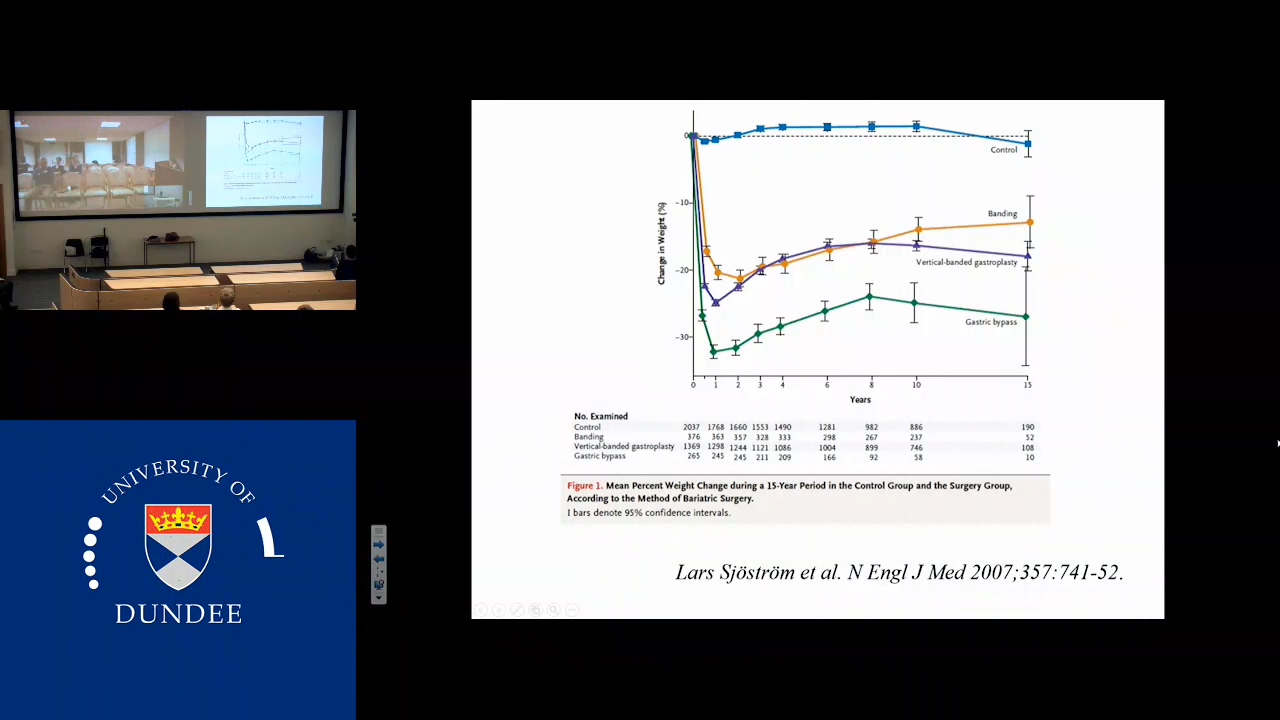 UNIVERSITY OF
DUNDEE
0
-10
-20
-30
Change in Weight (%)
Control
Banding
Vertical-banded gastroplasty
Gastric bypass
0 1 2 3 4 6 8 10 15
Years
No. Examined
Control 2037 1768 1660 1553 1490 1281 982 886 190
Banding 376 363 357 328 333 298 267 237 52
Vertical-banded gastroplasty 1369 1298 1244 1121 1086 1004 899 746 108
Gastric bypass 265 245 245 211 209 166 92 58 10
Figure 1. Mean Percent Weight Change during a 15-Year Period in the Control Group and the Surgery Group,
According to the Method of Bariatric Surgery.
I bars denote 95% confidence intervals.
Lars Sjöström et al. N Engl J Med 2007;357:741-52.